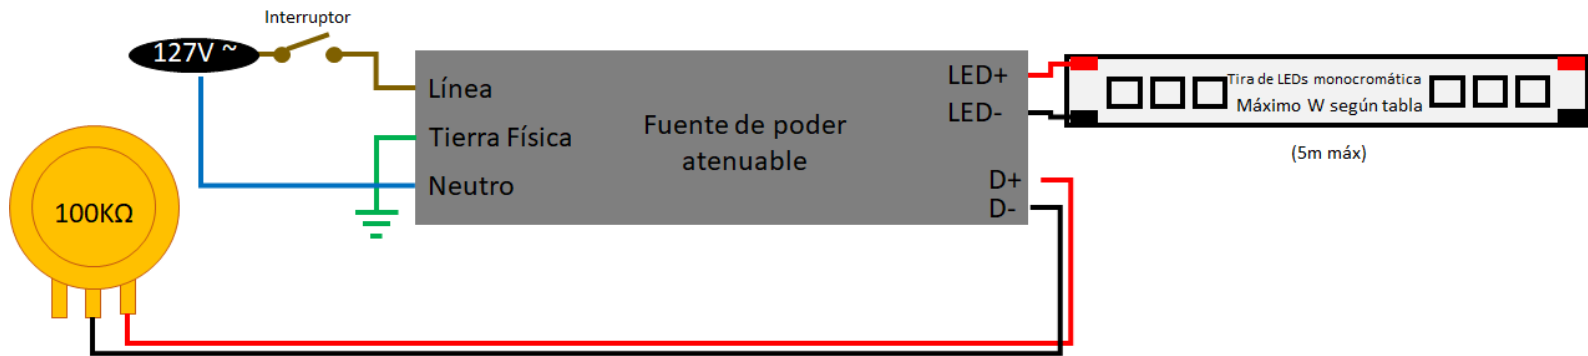 Interruptor
127V ~
Línea
Tierra Física
Neutro
Fuente de poder
atenuable
LED+
LED-
D+
D-
Tira de LEDs monocromática
Máximo W según tabla
(5m máx)
100KΩ